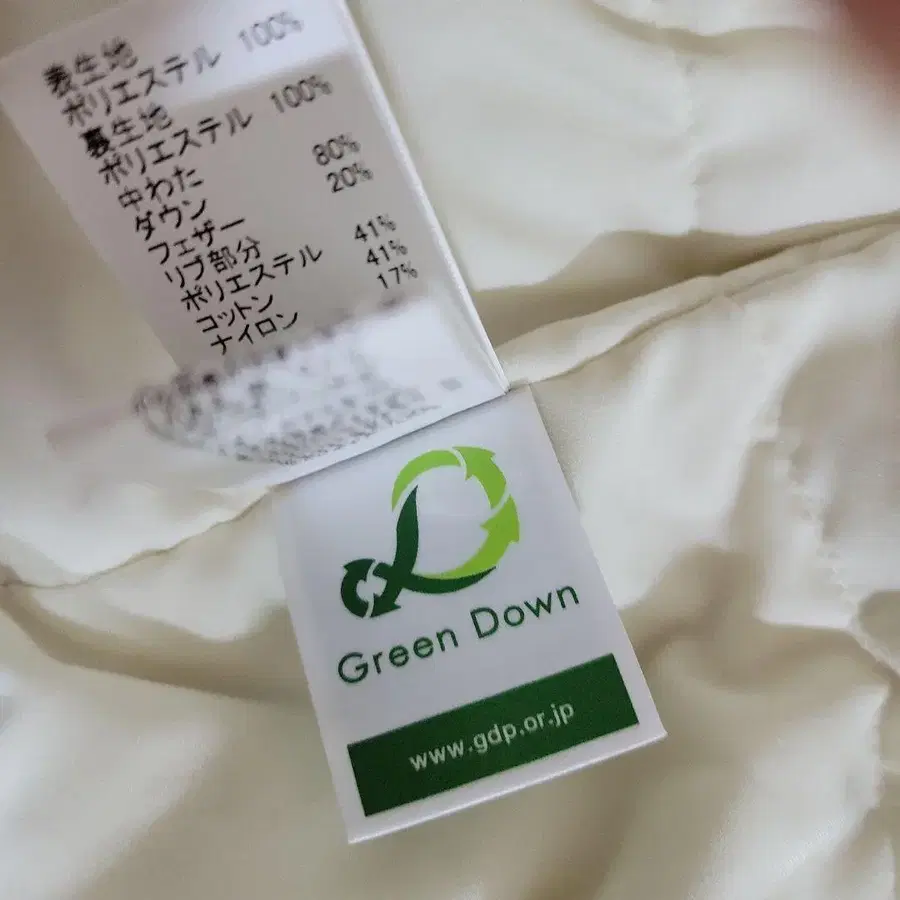 表生地
ポリエステル 100%
裏生地
ポリエステル 100%
中わた
ダウン 80%
フェザー 20%
リブ部分
ポリエステル 41%
コットン 41%
ナイロン 17%
Green Down
www.gdp.or.jp